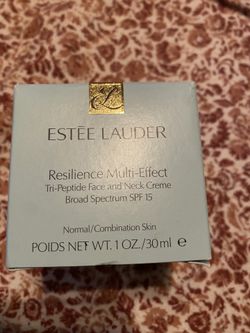 ESTĒE LAUDER
Resilience Multi-Effect
Tri-Peptide Face and Neck Creme
Broad Spectrum SPF 15
Normal/Combination Skin
POIDS NET WT. 1 OZ./30 ml ℮